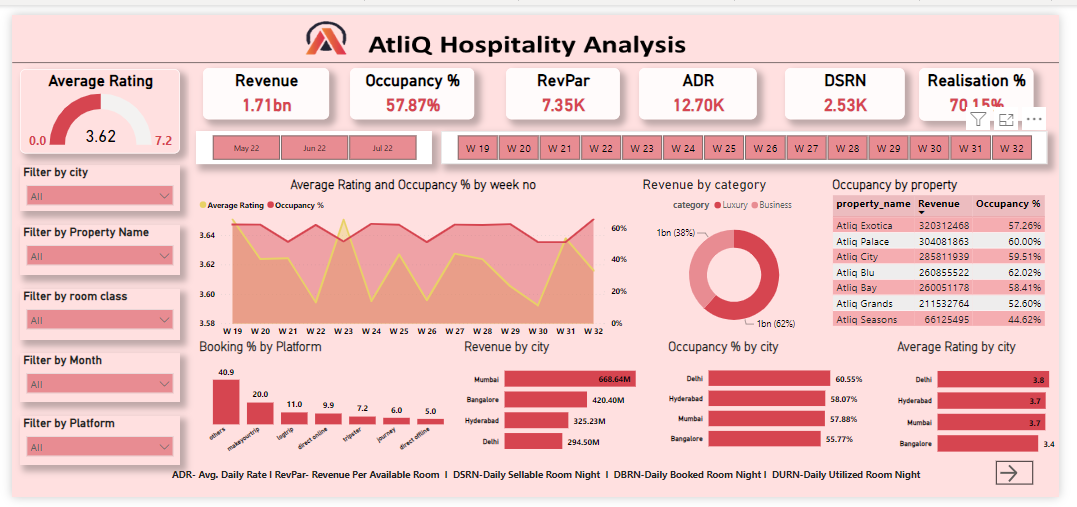 AtliQ Hospitality Analysis
Average Rating
3.62
0.0
7.2
Revenue
1.71bn
Occupancy %
57.87%
RevPar
7.35K
ADR
12.70K
DSRN
2.53K
Realisation %
70.15%
May 22
Jun 22
Jul 22
W 19
W 20
W 21
W 22
W 23
W 24
W 25
W 26
W 27
W 28
W 29
W 30
W 31
W 32
Filter by city
All
Filter by Property Name
All
Filter by room class
All
Filter by Month
All
Filter by Platform
All
Average Rating and Occupancy % by week no
Average Rating Occupancy %
3.64
3.62
3.60
3.58
60%
40%
20%
0%
W 19 W 20 W 21 W 22 W 23 W 24 W 25 W 26 W 27 W 28 W 29 W 30 W 31 W 32
Revenue by category
category Luxury Business
1bn (38%)
1bn (62%)
Occupancy by property
property_name Revenue Occupancy %
Atliq Exotica 320312468 57.26%
Atliq Palace 304081863 60.00%
Atliq City 285811939 59.51%
Atliq Blu 260855522 62.02%
Atliq Bay 260051178 58.41%
Atliq Grands 211532764 52.60%
Atliq Seasons 66125495 44.62%
Booking % by Platform
40.9
20.0
11.0
9.9
7.2
6.0
5.0
others
makeyourtrip
logtrip
direct online
tripster
journey
direct offline
Revenue by city
Mumbai 668.64M
Bangalore 420.40M
Hyderabad 325.23M
Delhi 294.50M
Occupancy % by city
Delhi 60.55%
Hyderabad 58.07%
Mumbai 57.88%
Bangalore 55.77%
Average Rating by city
Delhi 3.8
Hyderabad 3.7
Mumbai 3.7
Bangalore 3.4
ADR- Avg. Daily Rate I RevPar- Revenue Per Available Room I DSRN-Daily Sellable Room Night I DBRN-Daily Booked Room Night I DURN-Daily Utilized Room Night